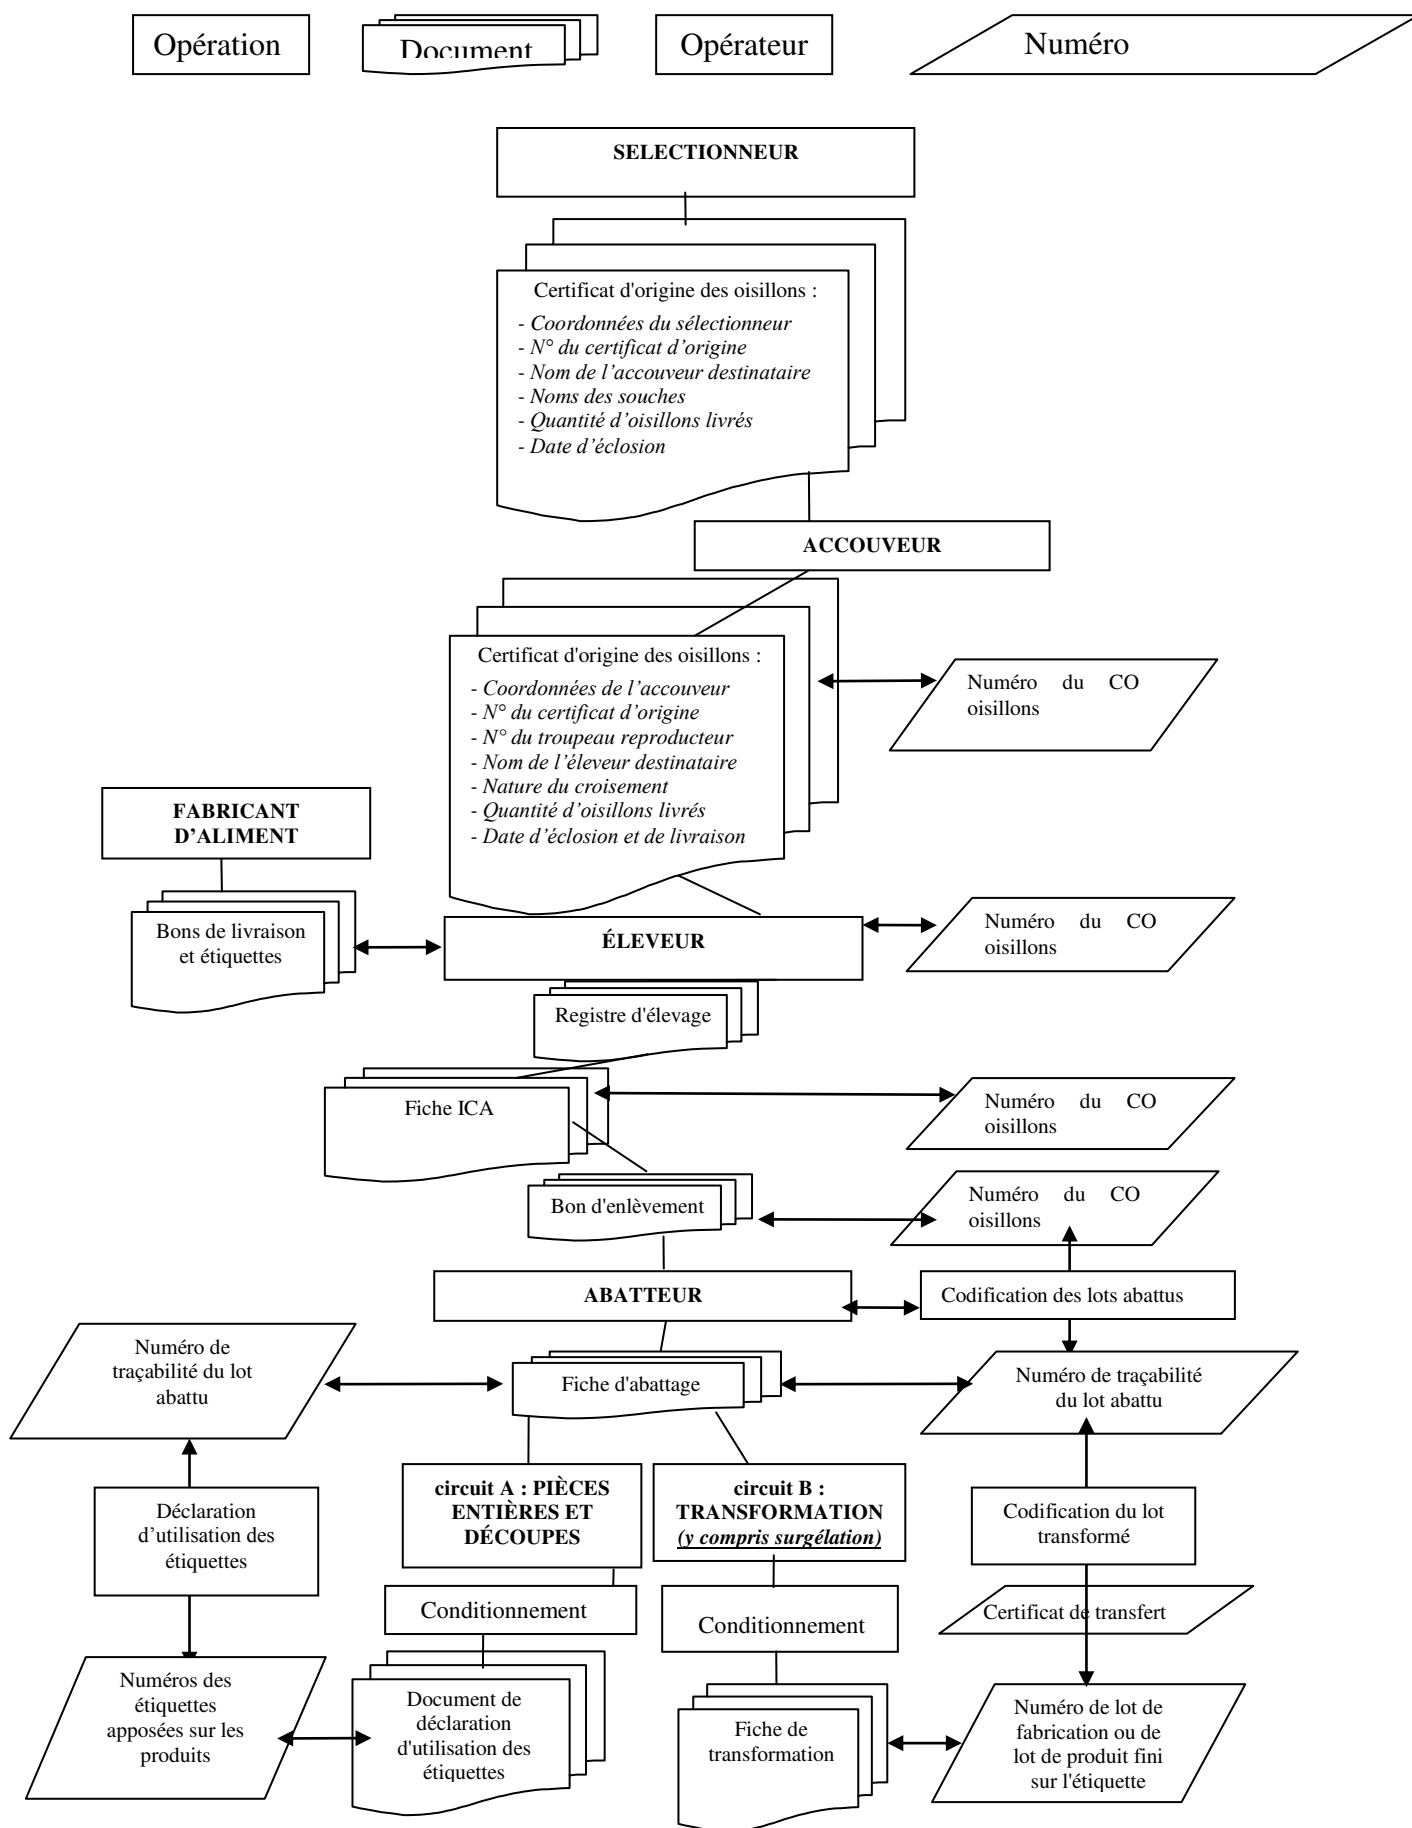 Opération
Document
Opérateur
Numéro
SELECTIONNEUR
Certificat d'origine des oisillons :
- Coordonnées du sélectionneur
- N° du certificat d’origine
- Nom de l’accouveur destinataire
- Noms des souches
- Quantité d’oisillons livrés
- Date d’éclosion
ACCOUVEUR
Certificat d'origine des oisillons :
- Coordonnées de l’accouveur
- N° du certificat d’origine
- N° du troupeau reproducteur
- Nom de l’éleveur destinataire
- Nature du croisement
- Quantité d’oisillons livrés
- Date d’éclosion et de livraison
Numéro du CO
oisillons
FABRICANT
D’ALIMENT
Bons de livraison
et étiquettes
ÉLEVEUR
Numéro du CO
oisillons
Registre d'élevage
Fiche ICA
Numéro du CO
oisillons
Bon d'enlèvement
Numéro du CO
oisillons
ABATTEUR
Codification des lots abattus
Numéro de
traçabilité du lot
abattu
Fiche d'abattage
Numéro de traçabilité
du lot abattu
Déclaration
d’utilisation des
étiquettes
circuit A : PIÈCES
ENTIÈRES ET
DÉCOUPES
circuit B :
TRANSFORMATION
(y compris surgélation)
Codification du lot
transformé
Conditionnement
Conditionnement
Certificat de transfert
Numéros des
étiquettes
apposées sur les
produits
Document de
déclaration
d'utilisation des
étiquettes
Fiche de
transformation
Numéro de lot de
fabrication ou de
lot de produit fini
sur l'étiquette